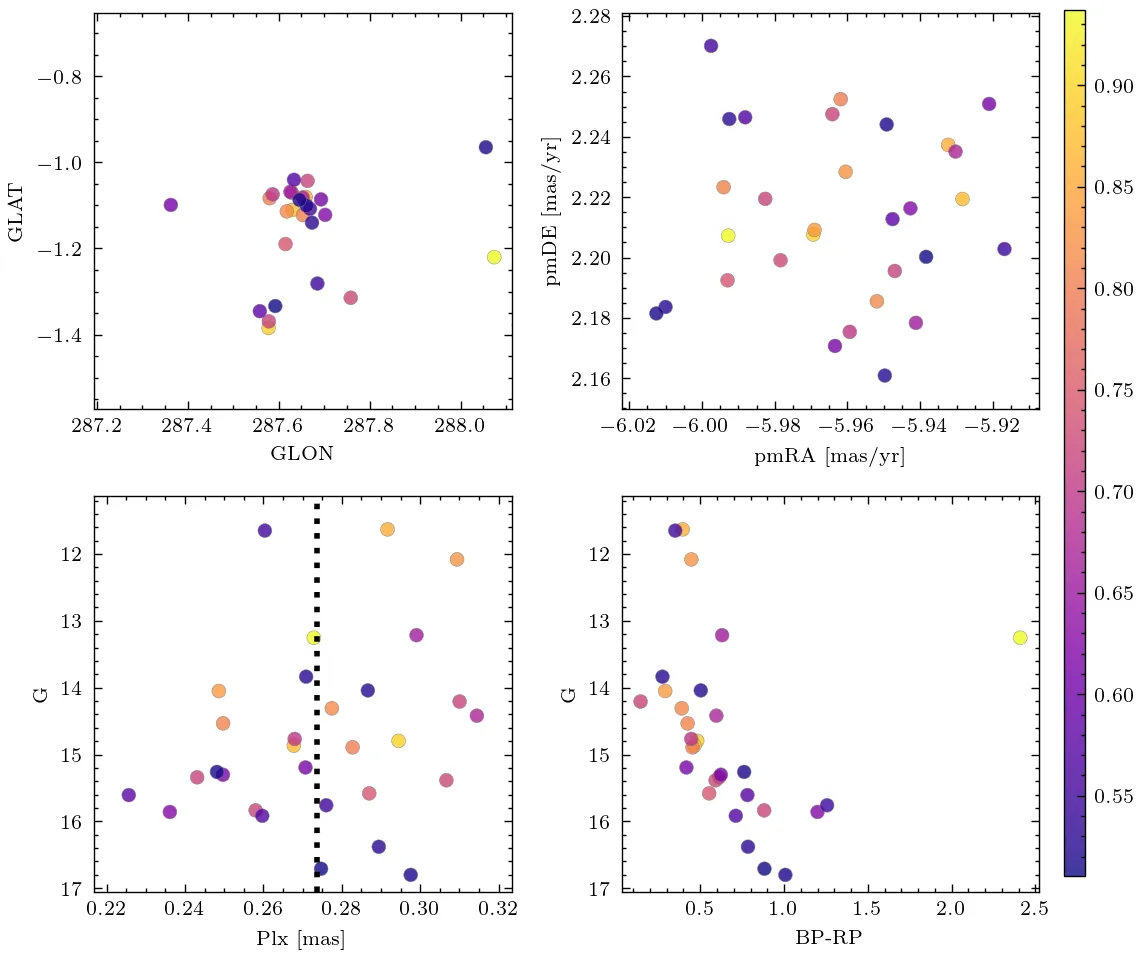 −0.8
−1.0
−1.2
−1.4
GLAT
287.2 287.4 287.6 287.8 288.0
GLON
2.28
2.26
2.24
2.22
2.20
2.18
2.16
pmDE [mas/yr]
−6.02 −6.00 −5.98 −5.96 −5.94 −5.92
pmRA [mas/yr]
12
13
14
15
16
17
G
0.22 0.24 0.26 0.28 0.30 0.32
Plx [mas]
12
13
14
15
16
17
G
0.5 1.0 1.5 2.0 2.5
BP-RP
0.90
0.85
0.80
0.75
0.70
0.65
0.60
0.55